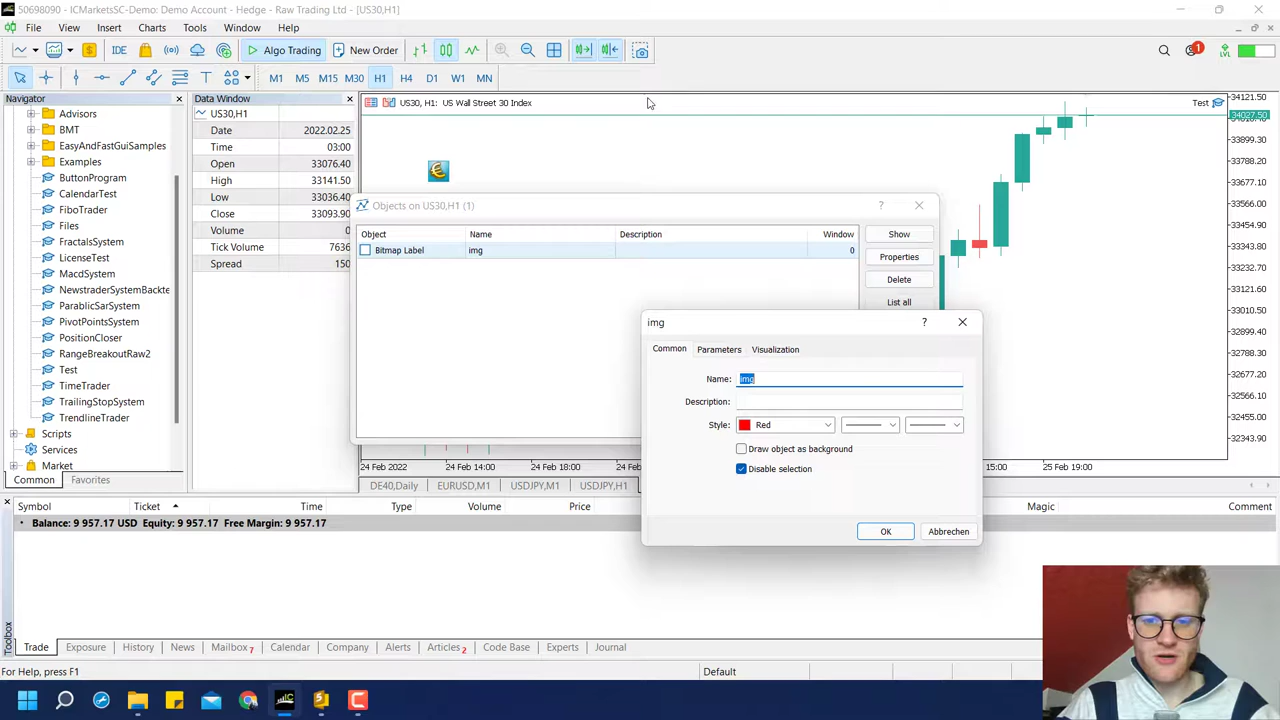 50698090 - ICMarketsSC-Demo: Demo Account - Hedge - Raw Trading Ltd - [US30,H1]
File View Insert Charts Tools Window Help
IDE Algo Trading New Order 1 LVL
M1 M5 M15 M30 H1 H4 D1 W1 MN
Navigator
Advisors
BMT
EasyAndFastGuiSamples
Examples
ButtonProgram
CalendarTest
FiboTrader
Files
FractalsSystem
LicenseTest
MacdSystem
NewstraderSystemBackte
ParablicSarSystem
PivotPointsSystem
PositionCloser
RangeBreakoutRaw2
Test
TimeTrader
TrailingStopSystem
TrendlineTrader
Scripts
Services
Market
Common Favorites
Data Window
US30,H1
Date 2022.02.25
Time 03:00
Open 33076.40
High 33141.50
Low 33036.40
Close 33093.90
Volume 0
Tick Volume 7636
Spread 150
US30, H1: US Wall Street 30 Index
Test
34121.50
34027.50
33899.30
33788.20
33677.10
33566.00
33454.90
33343.80
33232.70
33121.60
33010.50
32899.40
32788.30
32677.20
32566.10
32455.00
32343.90
Objects on US30,H1 (1)
Object Name Description Window
Bitmap Label img 0
Show
Properties
Delete
List all
img
Common Parameters Visualization
Name: img
Description:
Style: Red
Draw object as background
Disable selection
OK Abbrechen
24 Feb 2022 24 Feb 14:00 24 Feb 18:00 24 Feb 15:00 25 Feb 19:00
DE40,Daily EURUSD,M1 USDJPY,M1 USDJPY,H1
Symbol Ticket Time Type Volume Price Magic Comment
Balance: 9 957.17 USD Equity: 9 957.17 Free Margin: 9 957.17
Toolbox
Trade Exposure History News Mailbox7 Calendar Company Alerts Articles2 Code Base Experts Journal
For Help, press F1 Default